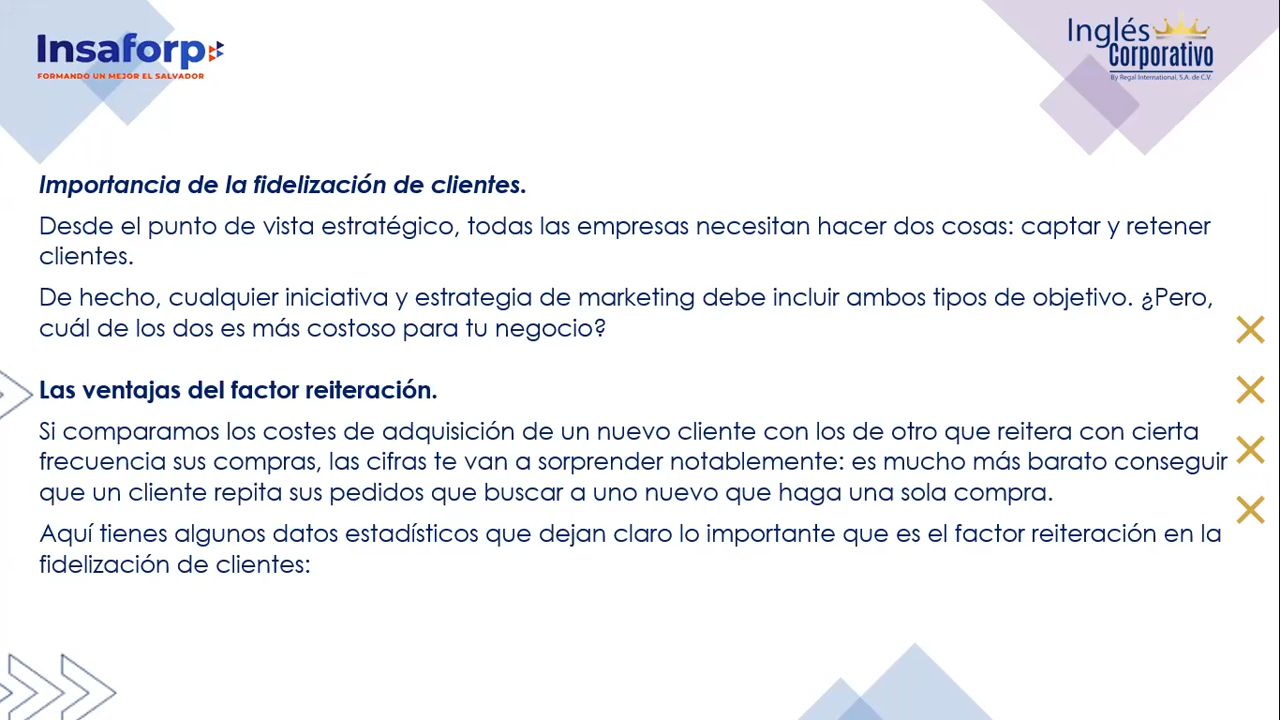 Insaforp
FORMANDO UN MEJOR EL SALVADOR
Inglés
Corporativo
By Regal International, S.A. de C.V.
Importancia de la fidelización de clientes.
Desde el punto de vista estratégico, todas las empresas necesitan hacer dos cosas: captar y retener
clientes.
De hecho, cualquier iniciativa y estrategia de marketing debe incluir ambos tipos de objetivo. ¿Pero,
cuál de los dos es más costoso para tu negocio?
Las ventajas del factor reiteración.
Si comparamos los costes de adquisición de un nuevo cliente con los de otro que reitera con cierta
frecuencia sus compras, las cifras te van a sorprender notablemente: es mucho más barato conseguir
que un cliente repita sus pedidos que buscar a uno nuevo que haga una sola compra.
Aquí tienes algunos datos estadísticos que dejan claro lo importante que es el factor reiteración en la
fidelización de clientes: